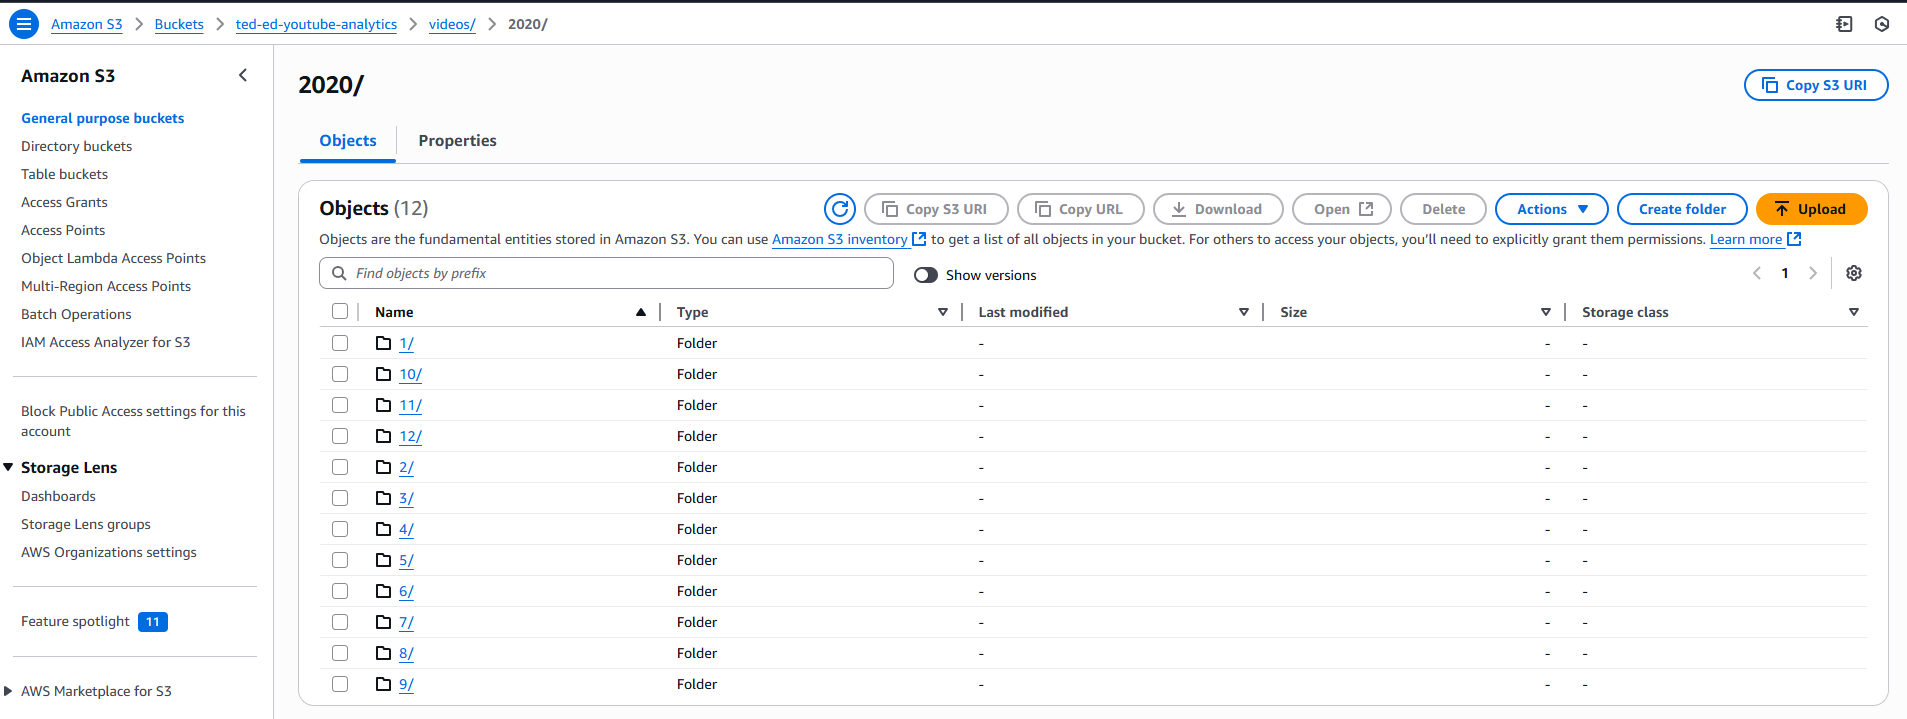 Amazon S3 > Buckets > ted-ed-youtube-analytics > videos/ > 2020/
Amazon S3
General purpose buckets
Directory buckets
Table buckets
Access Grants
Access Points
Object Lambda Access Points
Multi-Region Access Points
Batch Operations
IAM Access Analyzer for S3
Block Public Access settings for this
account
Storage Lens
Dashboards
Storage Lens groups
AWS Organizations settings
Feature spotlight 11
AWS Marketplace for S3
2020/
Copy S3 URI
Objects Properties
Objects (12)
Copy S3 URI Copy URL Download Open Delete Actions Create folder Upload
Objects are the fundamental entities stored in Amazon S3. You can use Amazon S3 inventory to get a list of all objects in your bucket. For others to access your objects, you’ll need to explicitly grant them permissions. Learn more
Find objects by prefix Show versions 1
Name Type Last modified Size Storage class
1/ Folder - - -
10/ Folder - - -
11/ Folder - - -
12/ Folder - - -
2/ Folder - - -
3/ Folder - - -
4/ Folder - - -
5/ Folder - - -
6/ Folder - - -
7/ Folder - - -
8/ Folder - - -
9/ Folder - - -